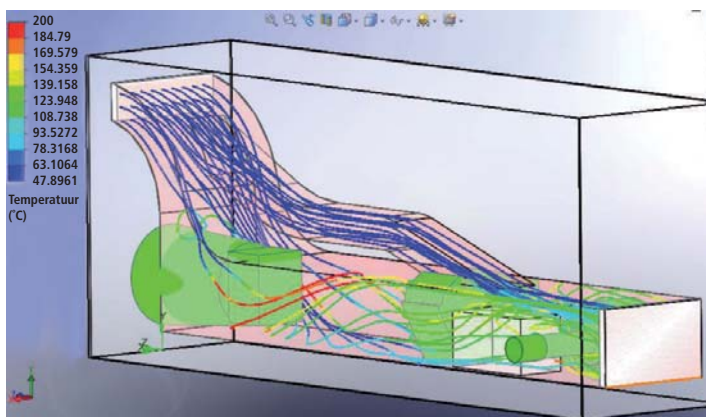 200
184.79
169.579
154.359
139.158
123.948
108.738
93.5272
78.3168
63.1064
47.8961
Temperatuur
(°C)
Y
Z